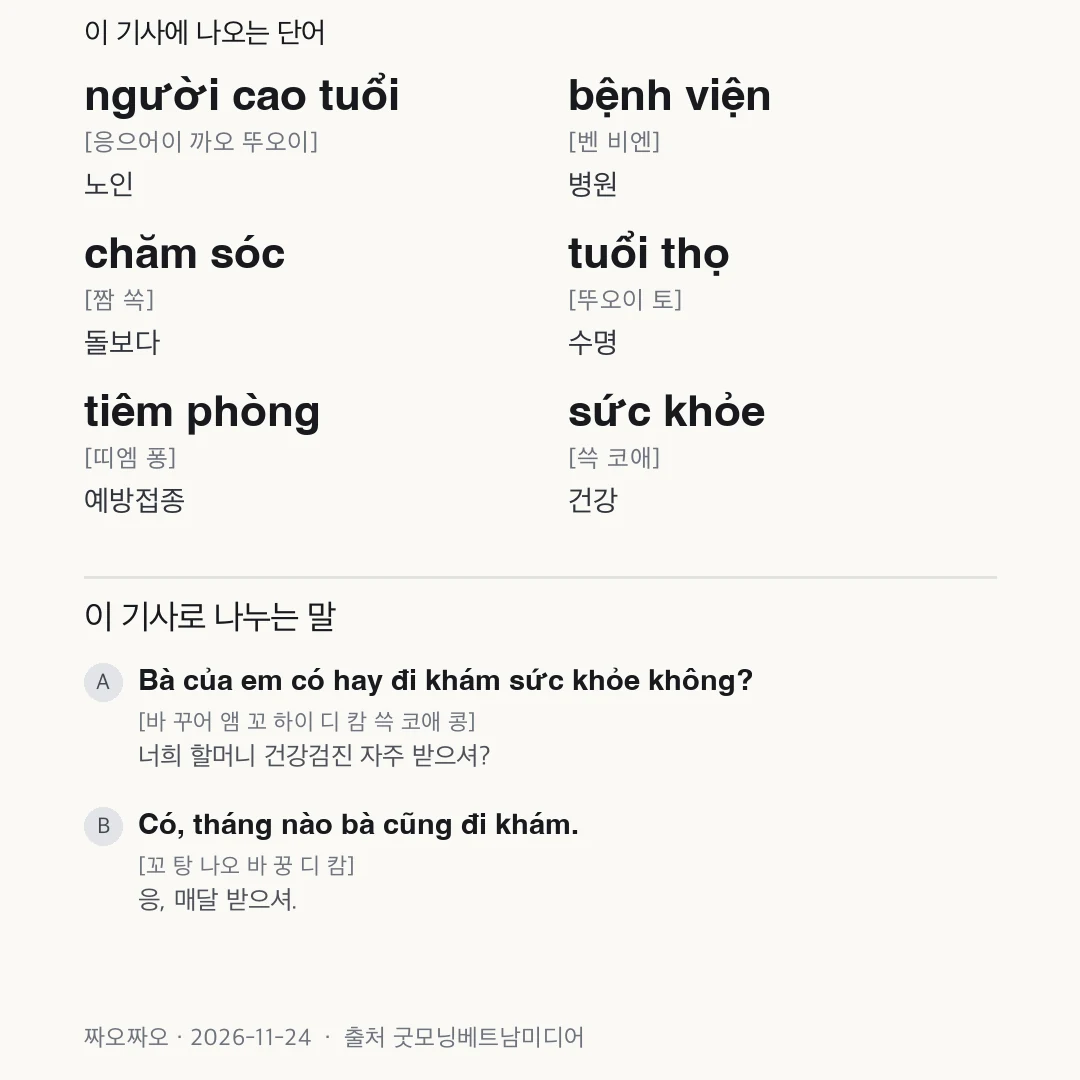 이 기사에 나오는 단어
người cao tuổi
[응으어이 까오 뚜오이]
노인
bệnh viện
[벤 비엔]
병원
chăm sóc
[짬 쏙]
돌보다
tuổi thọ
[뚜오이 토]
수명
tiêm phòng
[띠엠 퐁]
예방접종
sức khỏe
[쓱 코애]
건강
이 기사로 나누는 말
A
Bà của em có hay đi khám sức khỏe không?
[바 꾸어 앰 꼬 하이 디 캄 쓱 코애 콩]
너희 할머니 건강검진 자주 받으셔?
B
Có, tháng nào bà cũng đi khám.
[꼬 탕 나오 바 꿍 디 캄]
응, 매달 받으셔.
짜오짜오 · 2026-11-24 · 출처 굿모닝베트남미디어